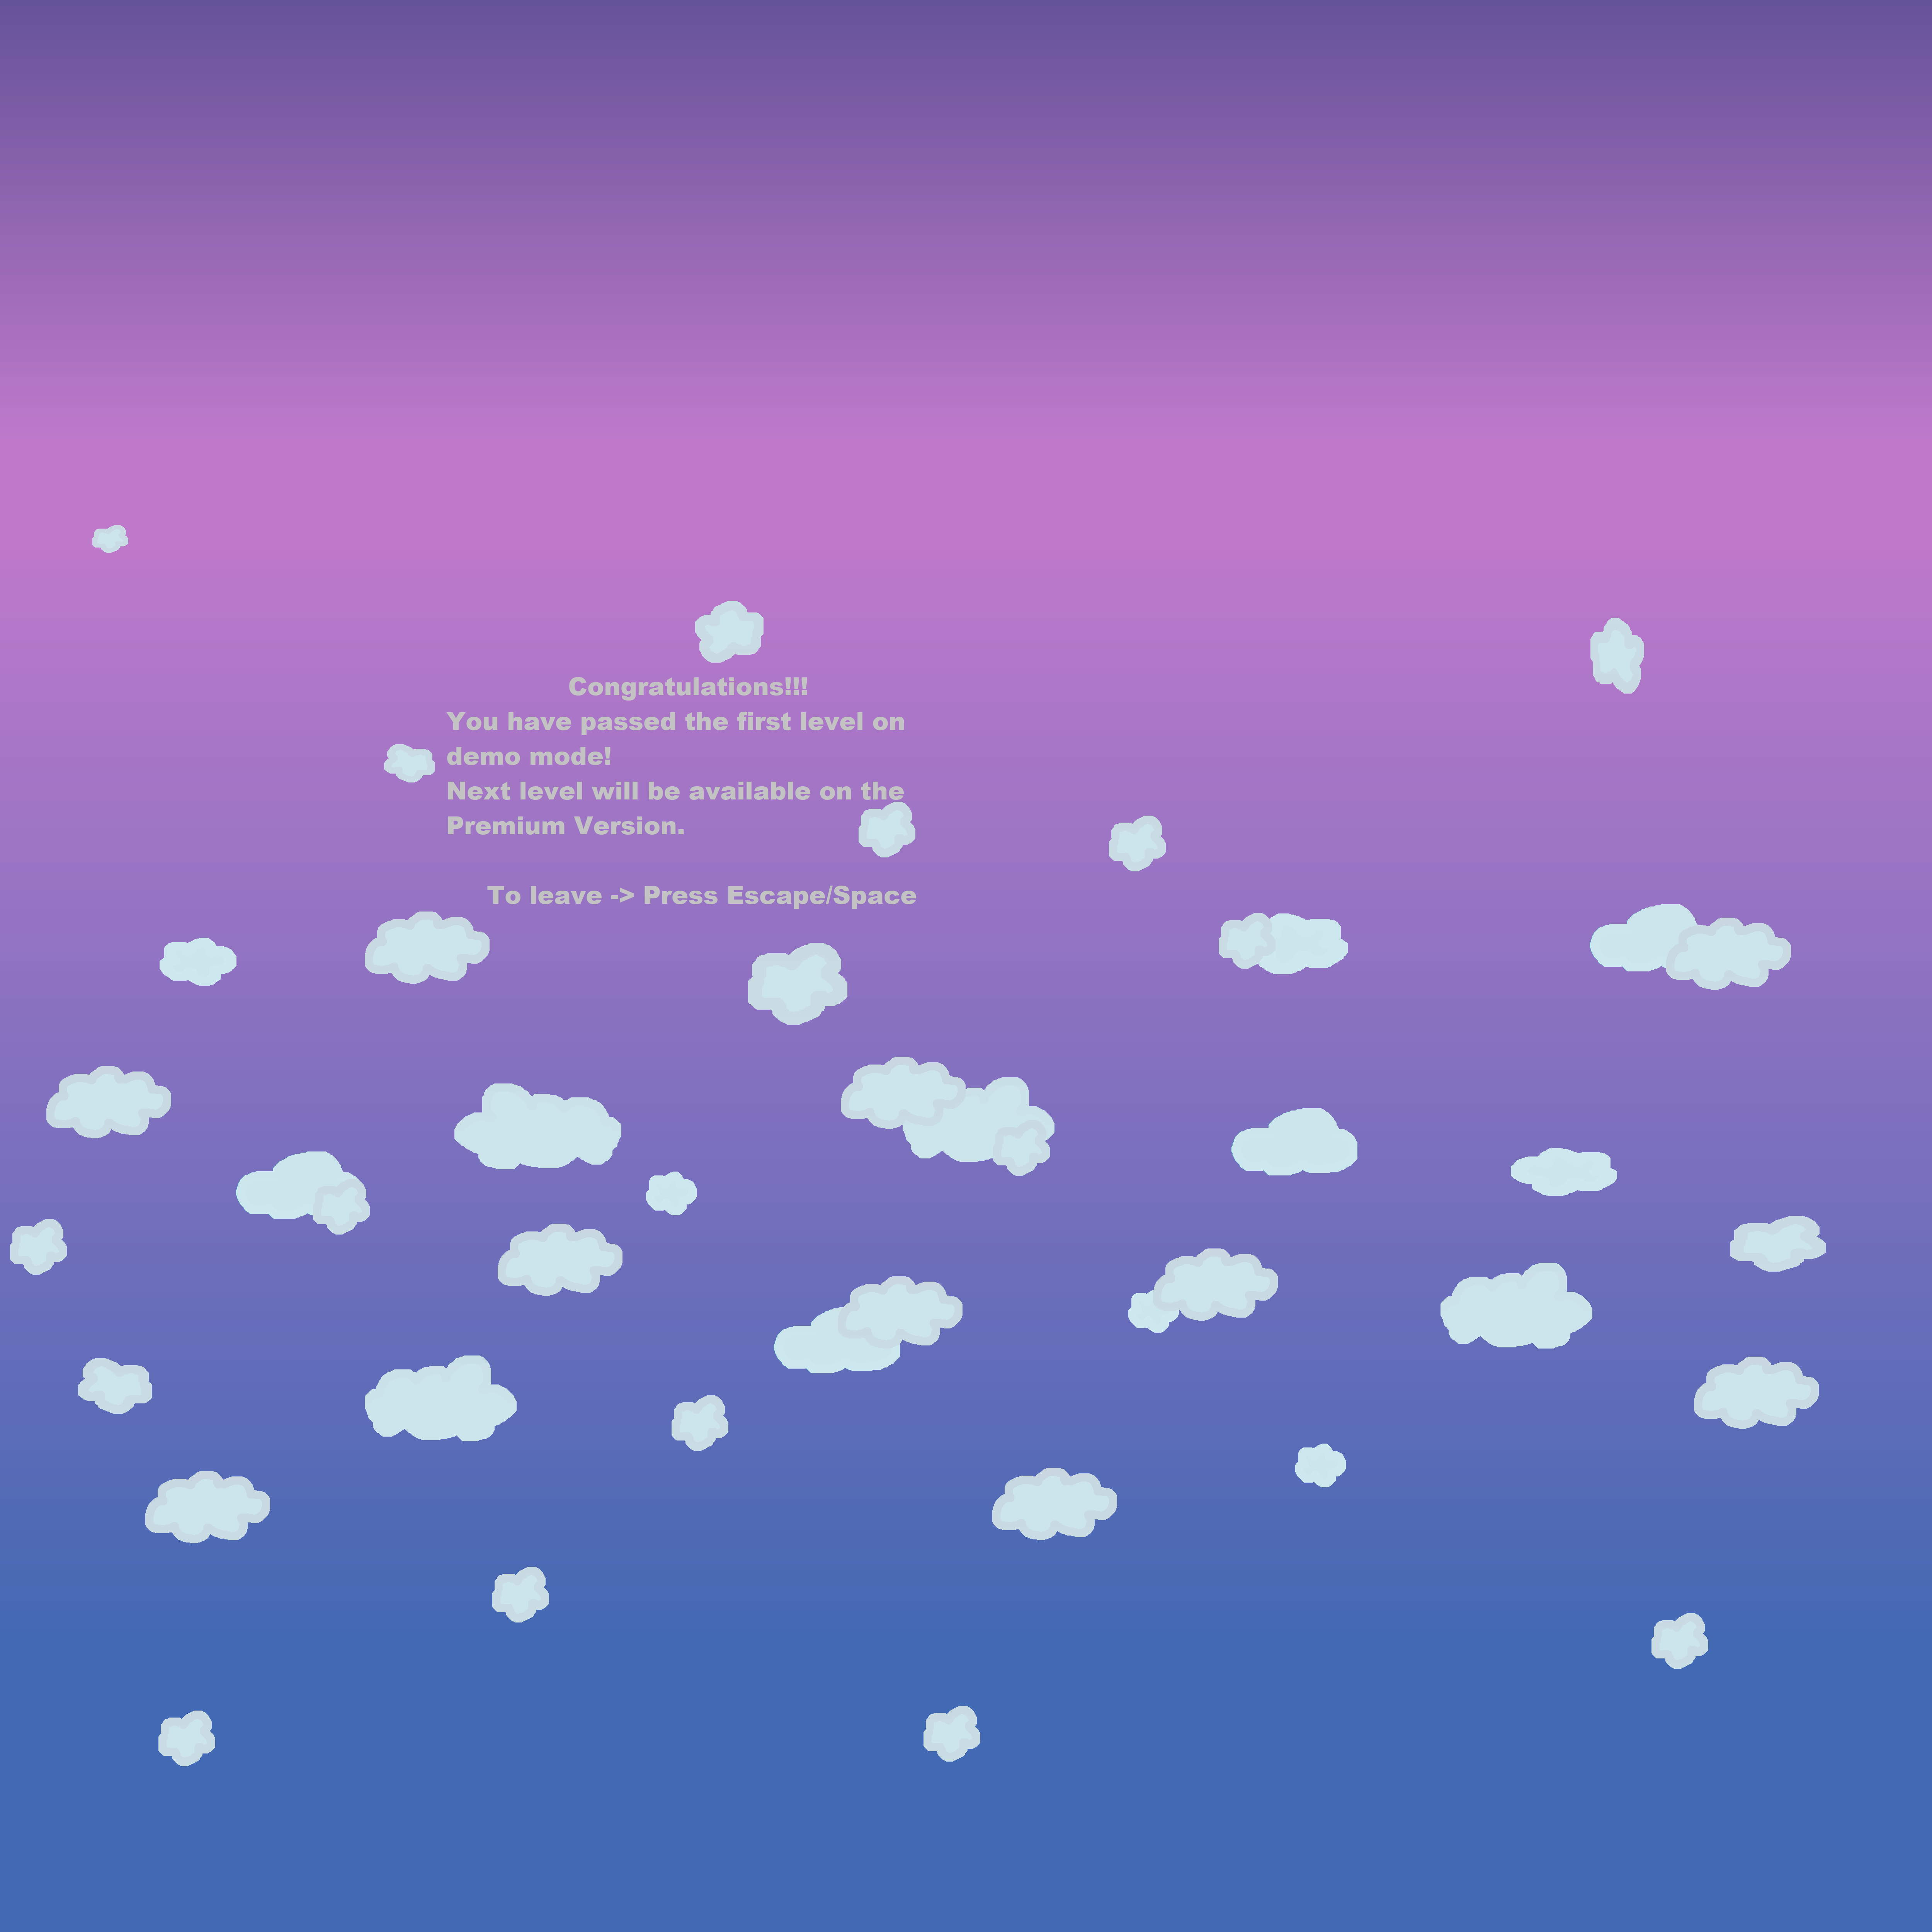 Congratulations!!!
You have passed the first level on
demo mode!
Next level will be available on the
Premium Version.
To leave -> Press Escape/Space